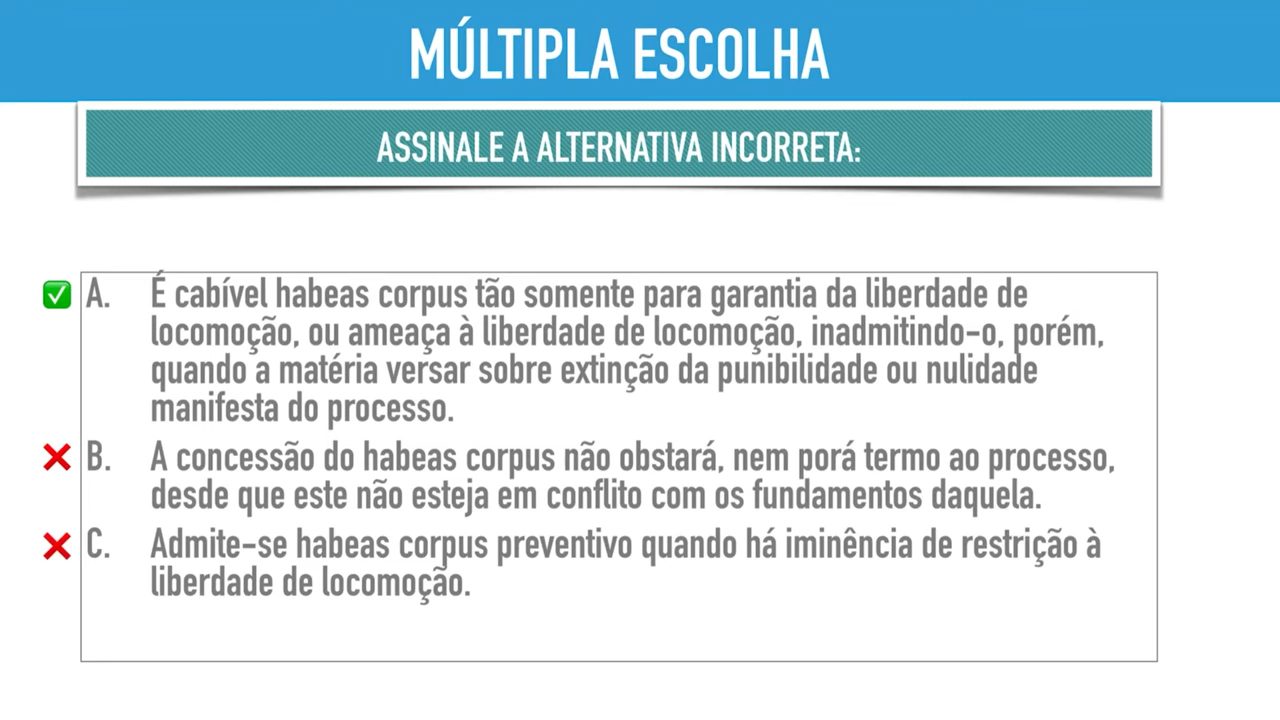 MÚLTIPLA ESCOLHA
ASSINALE A ALTERNATIVA INCORRETA:
A. É cabível habeas corpus tão somente para garantia da liberdade de
locomoção, ou ameaça à liberdade de locomoção, inadmitindo-o, porém,
quando a matéria versar sobre extinção da punibilidade ou nulidade
manifesta do processo.
B. A concessão do habeas corpus não obstará, nem porá termo ao processo,
desde que este não esteja em conflito com os fundamentos daquela.
C. Admite-se habeas corpus preventivo quando há iminência de restrição à
liberdade de locomoção.